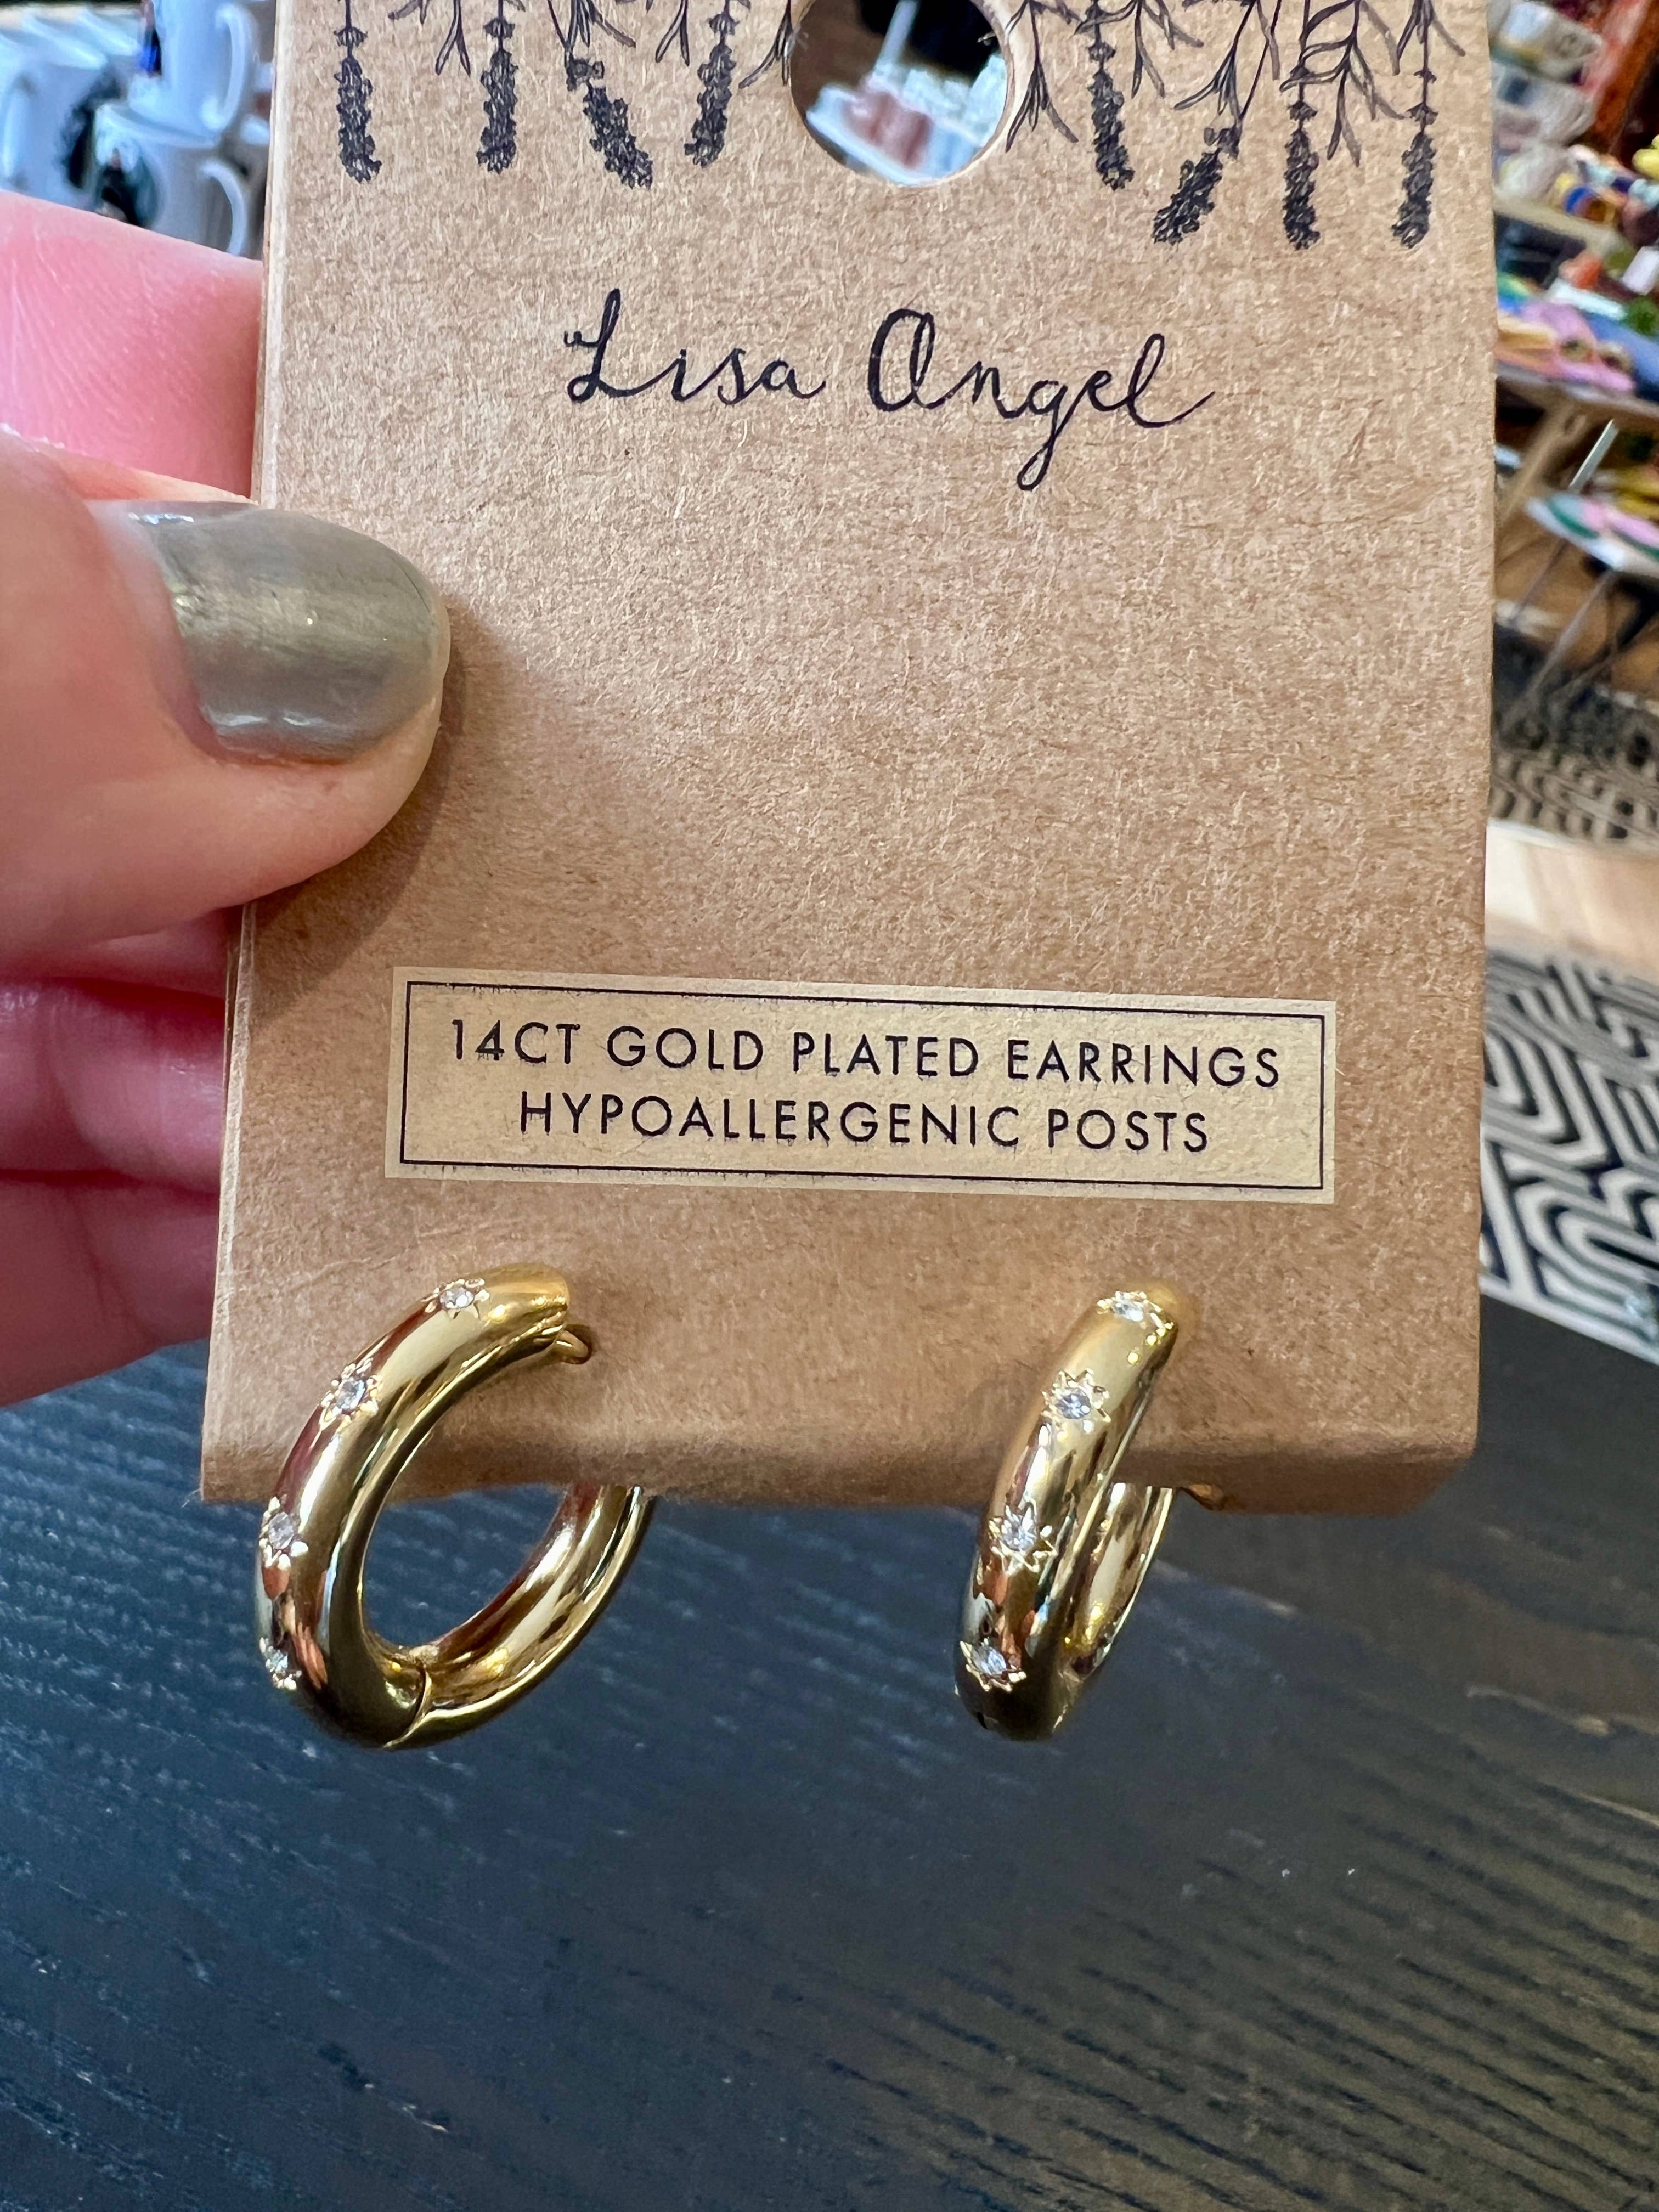 Lisa Angel
14CT GOLD PLATED EARRINGS
HYPOALLERGENIC POSTS